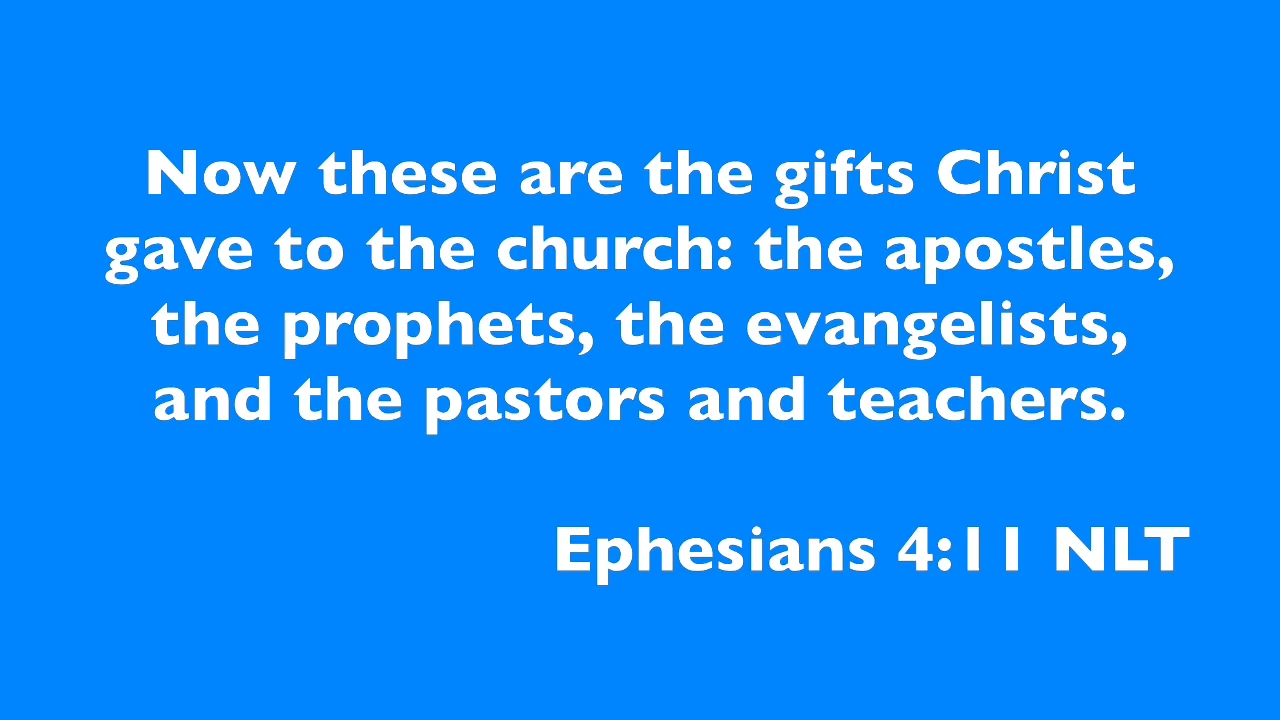 Now these are the gifts Christ
gave to the church: the apostles,
the prophets, the evangelists,
and the pastors and teachers.
Ephesians 4:11 NLT